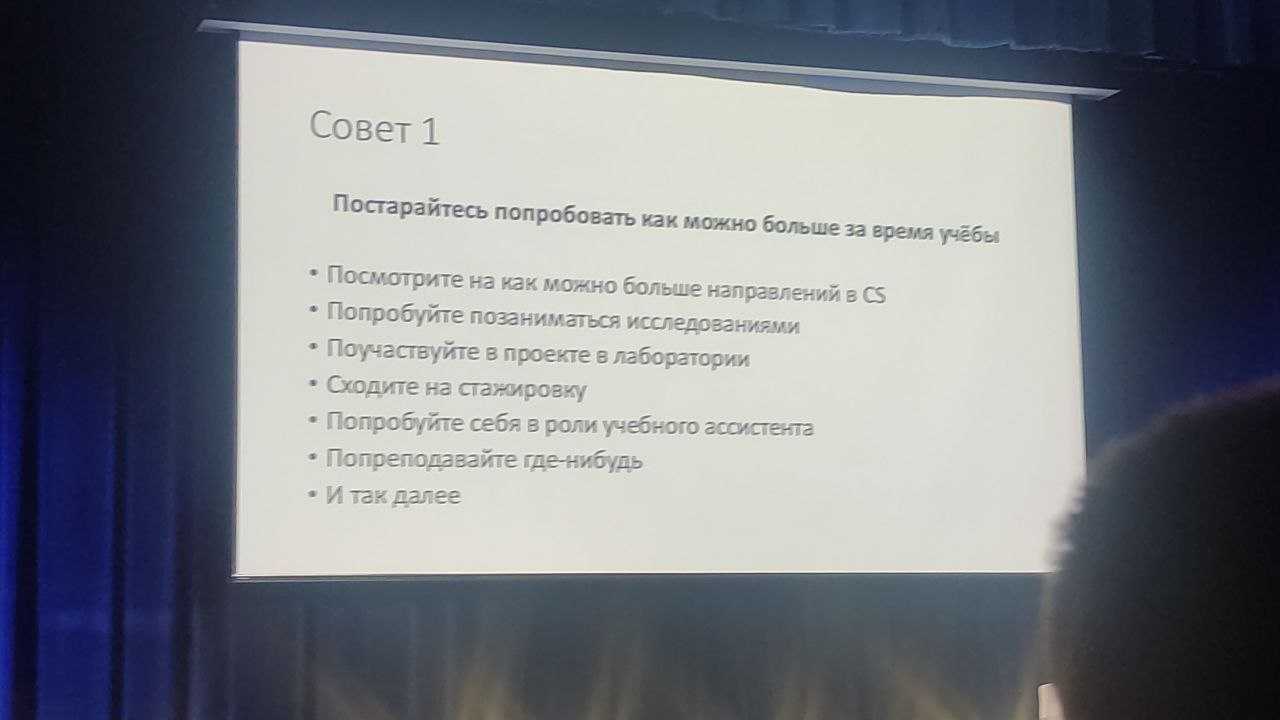 Совет 1
Постарайтесь попробовать как можно больше за время учёбы
• Посмотрите на как можно больше направлений в CS
• Попробуйте позаниматься исследованиями
• Поучаствуйте в проекте в лаборатории
• Сходите на стажировку
• Попробуйте себя в роли учебного ассистента
• Попреподавайте где-нибудь
• И так далее